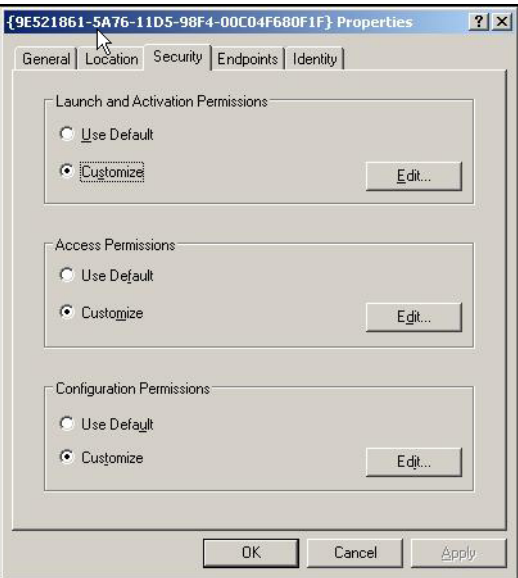 {9E521861-5A76-11D5-98F4-00C04F680F1F} Properties
General Location Security Endpoints Identity
Launch and Activation Permissions
Use Default
Customize
Edit...
Access Permissions
Use Default
Customize
Edit...
Configuration Permissions
Use Default
Customize
Edit...
OK Cancel Apply